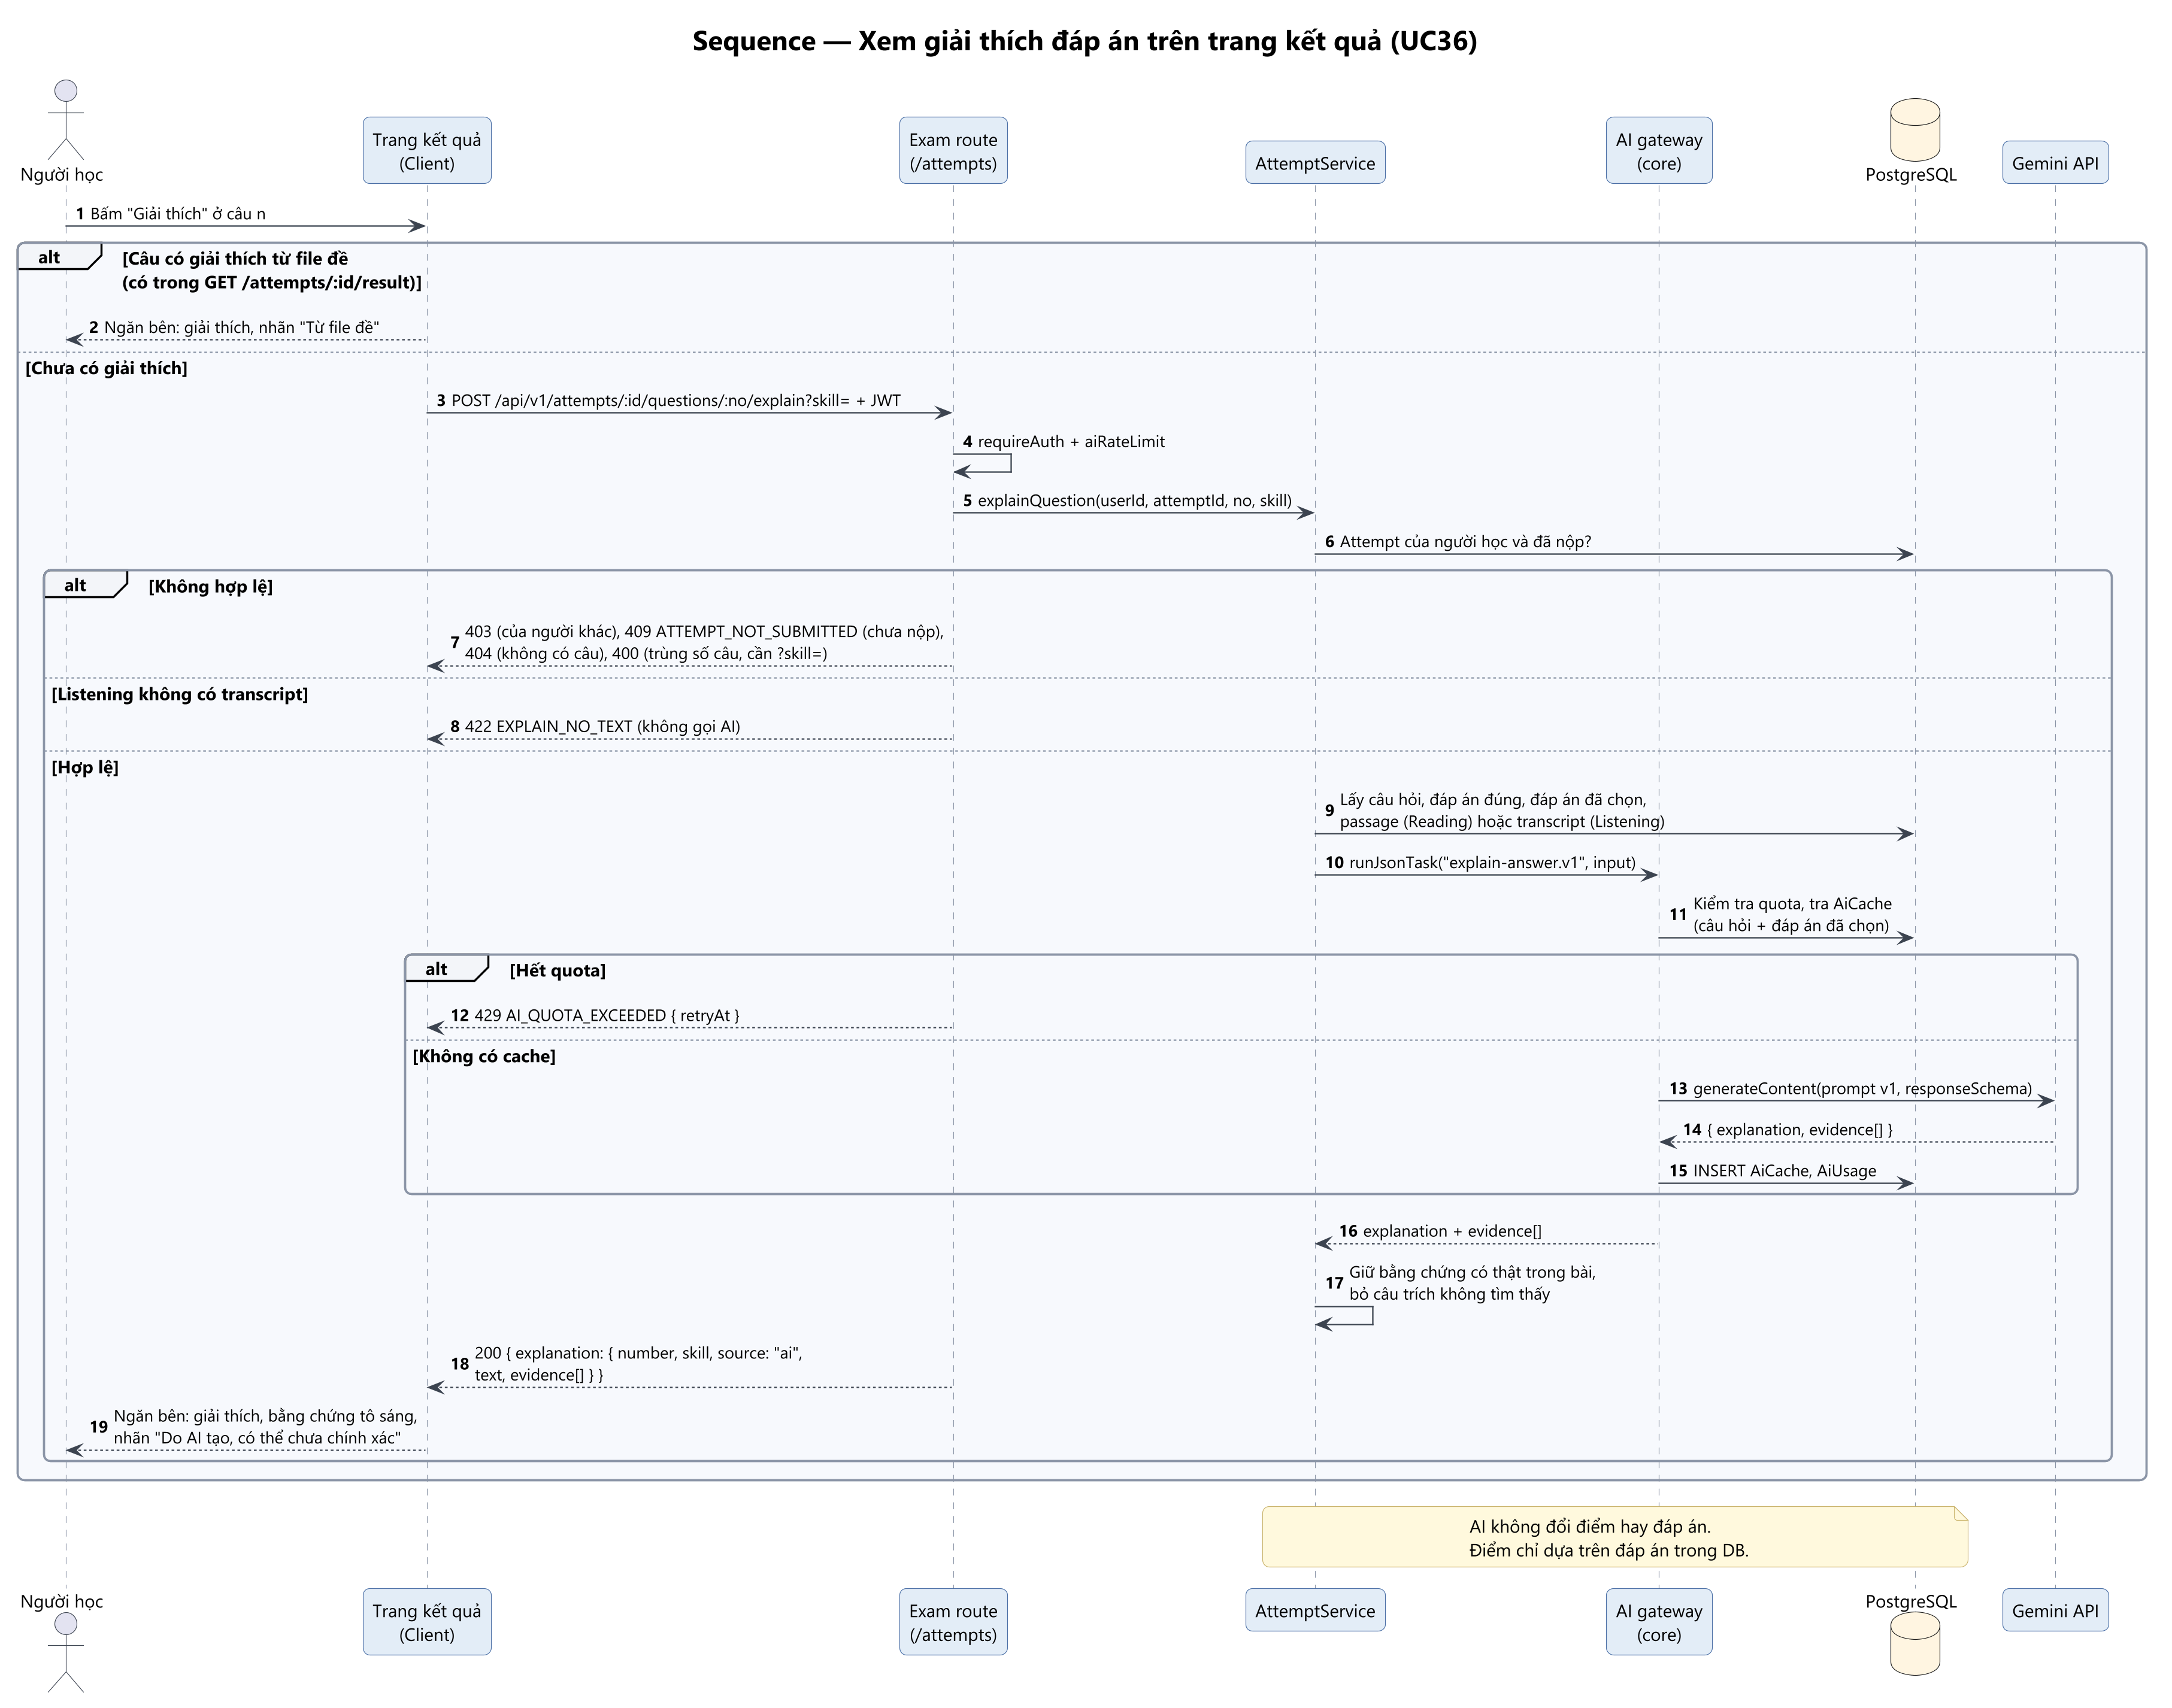 Sequence — Xem giải thích đáp án trên trang kết quả (UC36)
Người học
Trang kết quả
(Client)
Exam route
(/attempts)
AttemptService
AI gateway
(core)
PostgreSQL
Gemini API
1 Bấm "Giải thích" ở câu n
alt [Câu có giải thích từ file đề
(có trong GET /attempts/:id/result)]
2 Ngăn bên: giải thích, nhãn "Từ file đề"
[Chưa có giải thích]
3 POST /api/v1/attempts/:id/questions/:no/explain?skill= + JWT
4 requireAuth + aiRateLimit
5 explainQuestion(userId, attemptId, no, skill)
6 Attempt của người học và đã nộp?
alt [Không hợp lệ]
7 403 (của người khác), 409 ATTEMPT_NOT_SUBMITTED (chưa nộp),
404 (không có câu), 400 (trùng số câu, cần ?skill=)
[Listening không có transcript]
8 422 EXPLAIN_NO_TEXT (không gọi AI)
[Hợp lệ]
9 Lấy câu hỏi, đáp án đúng, đáp án đã chọn,
passage (Reading) hoặc transcript (Listening)
10 runJsonTask("explain-answer.v1", input)
11 Kiểm tra quota, tra AiCache
(câu hỏi + đáp án đã chọn)
alt [Hết quota]
12 429 AI_QUOTA_EXCEEDED { retryAt }
[Không có cache]
13 generateContent(prompt v1, responseSchema)
14 { explanation, evidence[] }
15 INSERT AiCache, AiUsage
16 explanation + evidence[]
17 Giữ bằng chứng có thật trong bài,
bỏ câu trích không tìm thấy
18 200 { explanation: { number, skill, source: "ai",
text, evidence[] } }
19 Ngăn bên: giải thích, bằng chứng tô sáng,
nhãn "Do AI tạo, có thể chưa chính xác"
AI không đổi điểm hay đáp án.
Điểm chỉ dựa trên đáp án trong DB.
Người học
Trang kết quả
(Client)
Exam route
(/attempts)
AttemptService
AI gateway
(core)
PostgreSQL
Gemini API